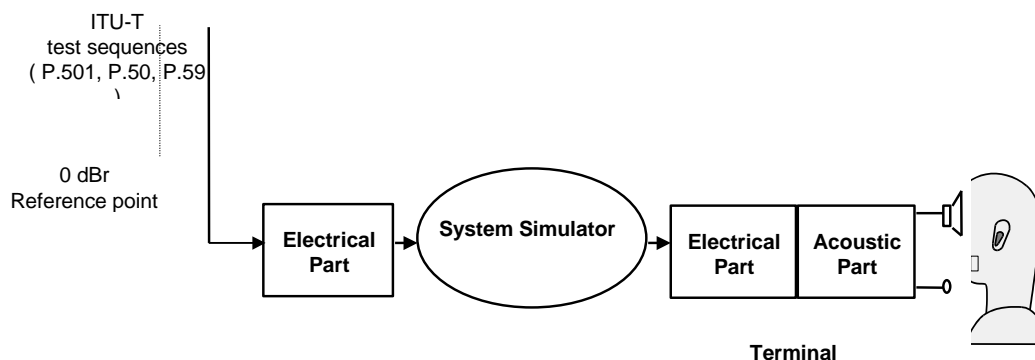 ITU-T
test sequences
( P.501, P.50, P.59
)
0 dBr
Reference point
Electrical
Part
System Simulator
Electrical
Part
Acoustic
Part
Terminal